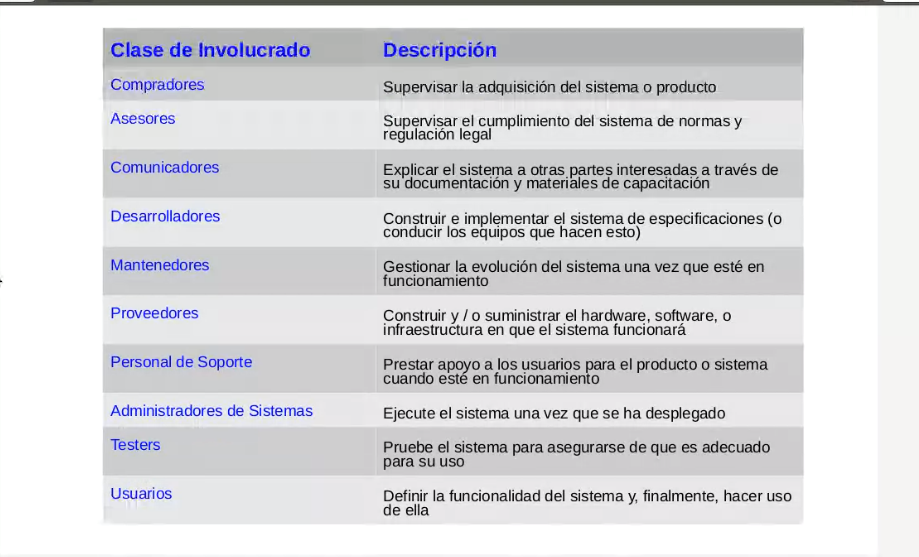 Clase de Involucrado Descripción
Compradores Supervisar la adquisición del sistema o producto
Asesores Supervisar el cumplimiento del sistema de normas y
regulación legal
Comunicadores Explicar el sistema a otras partes interesadas a través de
su documentación y materiales de capacitación
Desarrolladores Construir e implementar el sistema de especificaciones (o
conducir los equipos que hacen esto)
Mantenedores Gestionar la evolución del sistema una vez que esté en
funcionamiento
Proveedores Construir y / o suministrar el hardware, software, o
infraestructura en que el sistema funcionará
Personal de Soporte Prestar apoyo a los usuarios para el producto o sistema
cuando esté en funcionamiento
Administradores de Sistemas Ejecute el sistema una vez que se ha desplegado
Testers Pruebe el sistema para asegurarse de que es adecuado
para su uso
Usuarios Definir la funcionalidad del sistema y, finalmente, hacer uso
de ella